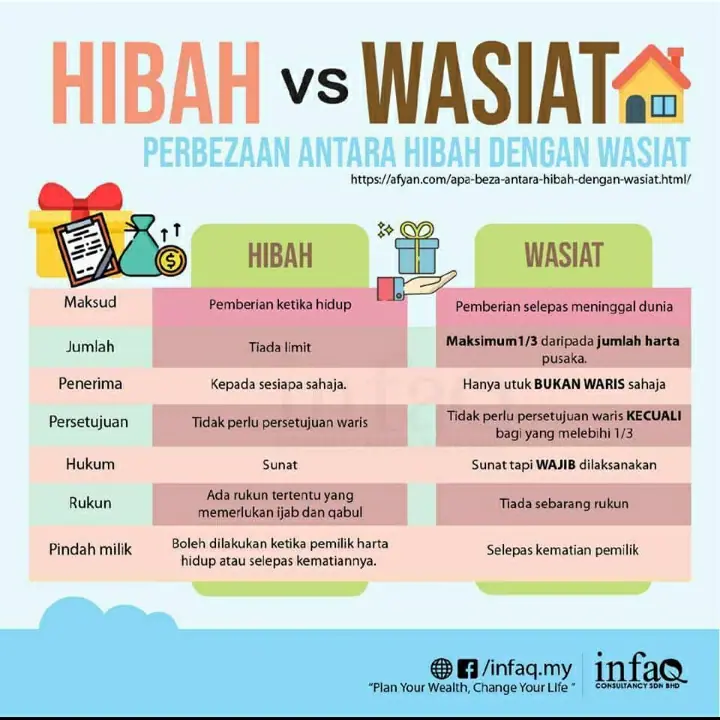 HIBAH VS WASIAT
PERBEZAAN ANTARA HIBAH DENGAN WASIAT
https://afyan.com/apa-beza-antara-hibah-dengan-wasiat.html/
HIBAH
WASIAT
Maksud
Pemberian ketika hidup
Pemberian selepas meninggal dunia
Jumlah
Tiada limit
Maksimum1/3 daripada jumlah harta
pusaka.
Penerima
Kepada sesiapa sahaja.
Hanya utuk BUKAN WARIS sahaja
Persetujuan
Tidak perlu persetujuan waris
Tidak perlu persetujuan waris KECUALI
bagi yang melebihi 1/3
Hukum
Sunat
Sunat tapi WAJIB dilaksanakan
Rukun
Ada rukun tertentu yang
memerlukan ijab dan qabul
Tiada sebarang rukun
Pindah milik
Boleh dilakukan ketika pemilik harta
hidup atau selepas kematiannya.
Selepas kematian pemilik
/infaq.my
"Plan Your Wealth, Change Your Life "
infaQ
CONSULTANCY SDN BHD